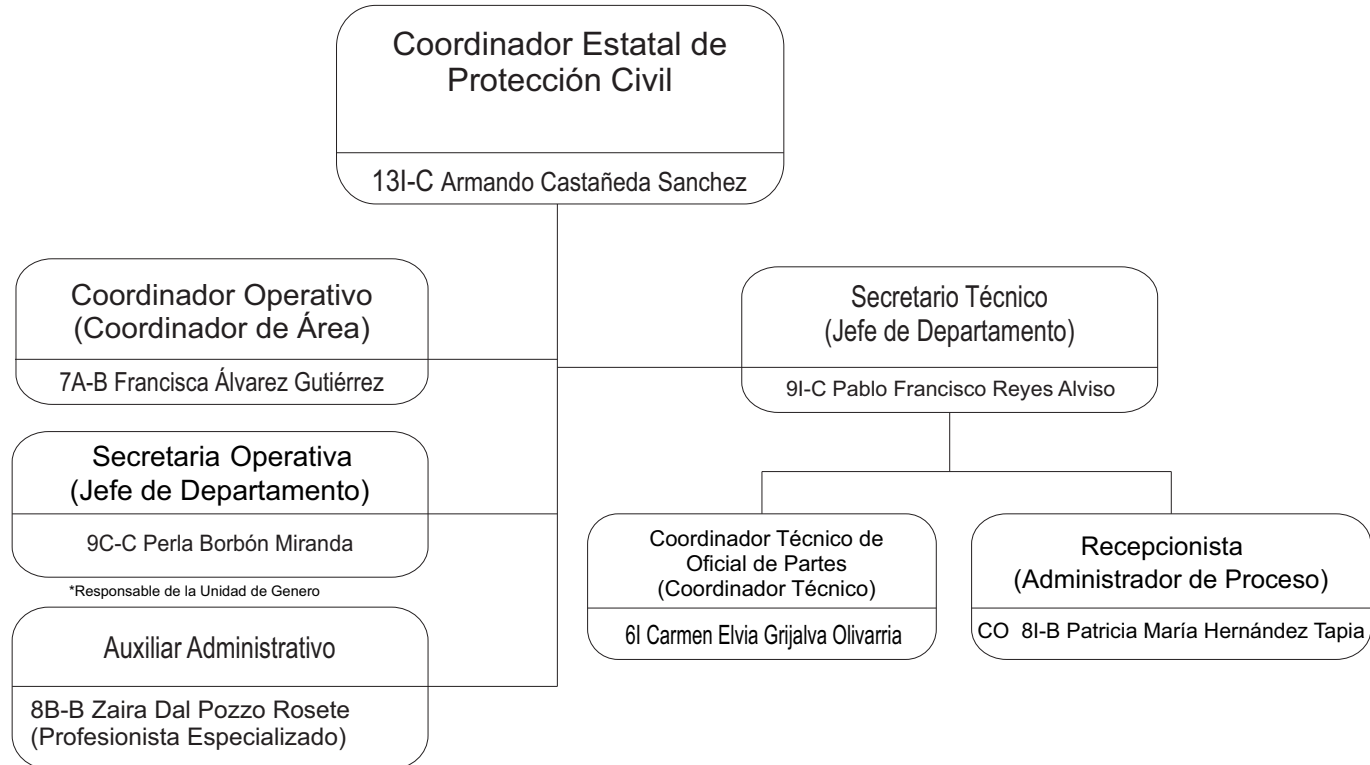 Coordinador Estatal de
Protección Civil
13I-C Armando Castañeda Sanchez
Coordinador Operativo
(Coordinador de Área)
7A-B Francisca Álvarez Gutiérrez
Secretario Técnico
(Jefe de Departamento)
9I-C Pablo Francisco Reyes Alviso
Secretaria Operativa
(Jefe de Departamento)
9C-C Perla Borbón Miranda
*Responsable de la Unidad de Genero
Coordinador Técnico de
Oficial de Partes
(Coordinador Técnico)
6I Carmen Elvia Grijalva Olivarria
Recepcionista
(Administrador de Proceso)
CO 8I-B Patricia María Hernández Tapia
Auxiliar Administrativo
8B-B Zaira Dal Pozzo Rosete
(Profesionista Especializado)